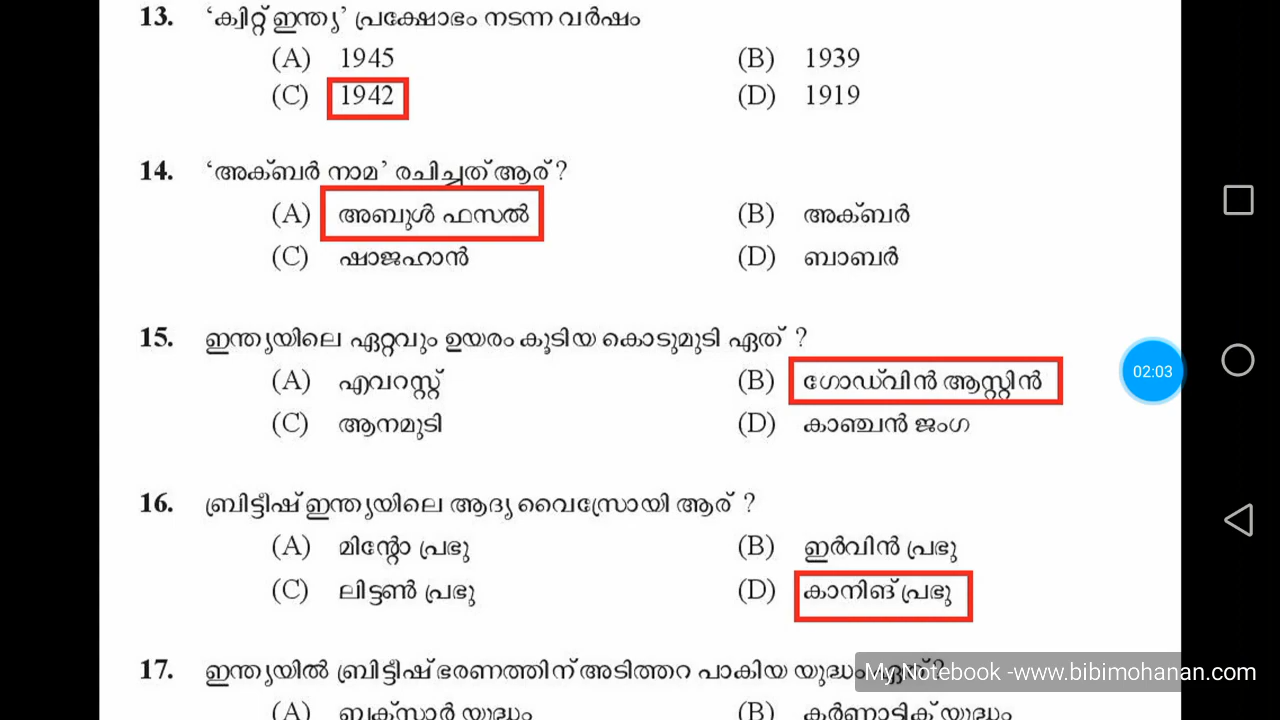 13. ‘ക്വിറ്റ് ഇന്ത്യ’ പ്രക്ഷോഭം നടന്ന വർഷം
(A) 1945 (B) 1939
(C) 1942 (D) 1919
14. ‘അക്ബർ നാമ’ രചിച്ചത് ആര് ?
(A) അബുൾ ഫസൽ (B) അക്ബർ
(C) ഷാജഹാൻ (D) ബാബർ
15. ഇന്ത്യയിലെ ഏറ്റവും ഉയരം കൂടിയ കൊടുമുടി ഏത് ?
(A) എവറസ്റ്റ് (B) ഗോഡ്വിൻ ആസ്റ്റിൻ
02:03
(C) ആനമുടി (D) കാഞ്ചൻ ജംഗ
16. ബ്രിട്ടീഷ് ഇന്ത്യയിലെ ആദ്യ വൈസ്രോയി ആര് ?
(A) മിന്റോ പ്രഭു (B) ഇർവിൻ പ്രഭു
(C) ലിട്ടൺ പ്രഭു (D) കാനിങ് പ്രഭു
17. ഇന്ത്യയിൽ ബ്രിട്ടീഷ് ഭരണത്തിന് അടിത്തറ പാകിയ യുദ്ധം ഏത് ?
My Notebook -www.bibimohanan.com
(A) ബക്സാർ യുദ്ധം (B) കർണാട്ടിക് യുദ്ധം